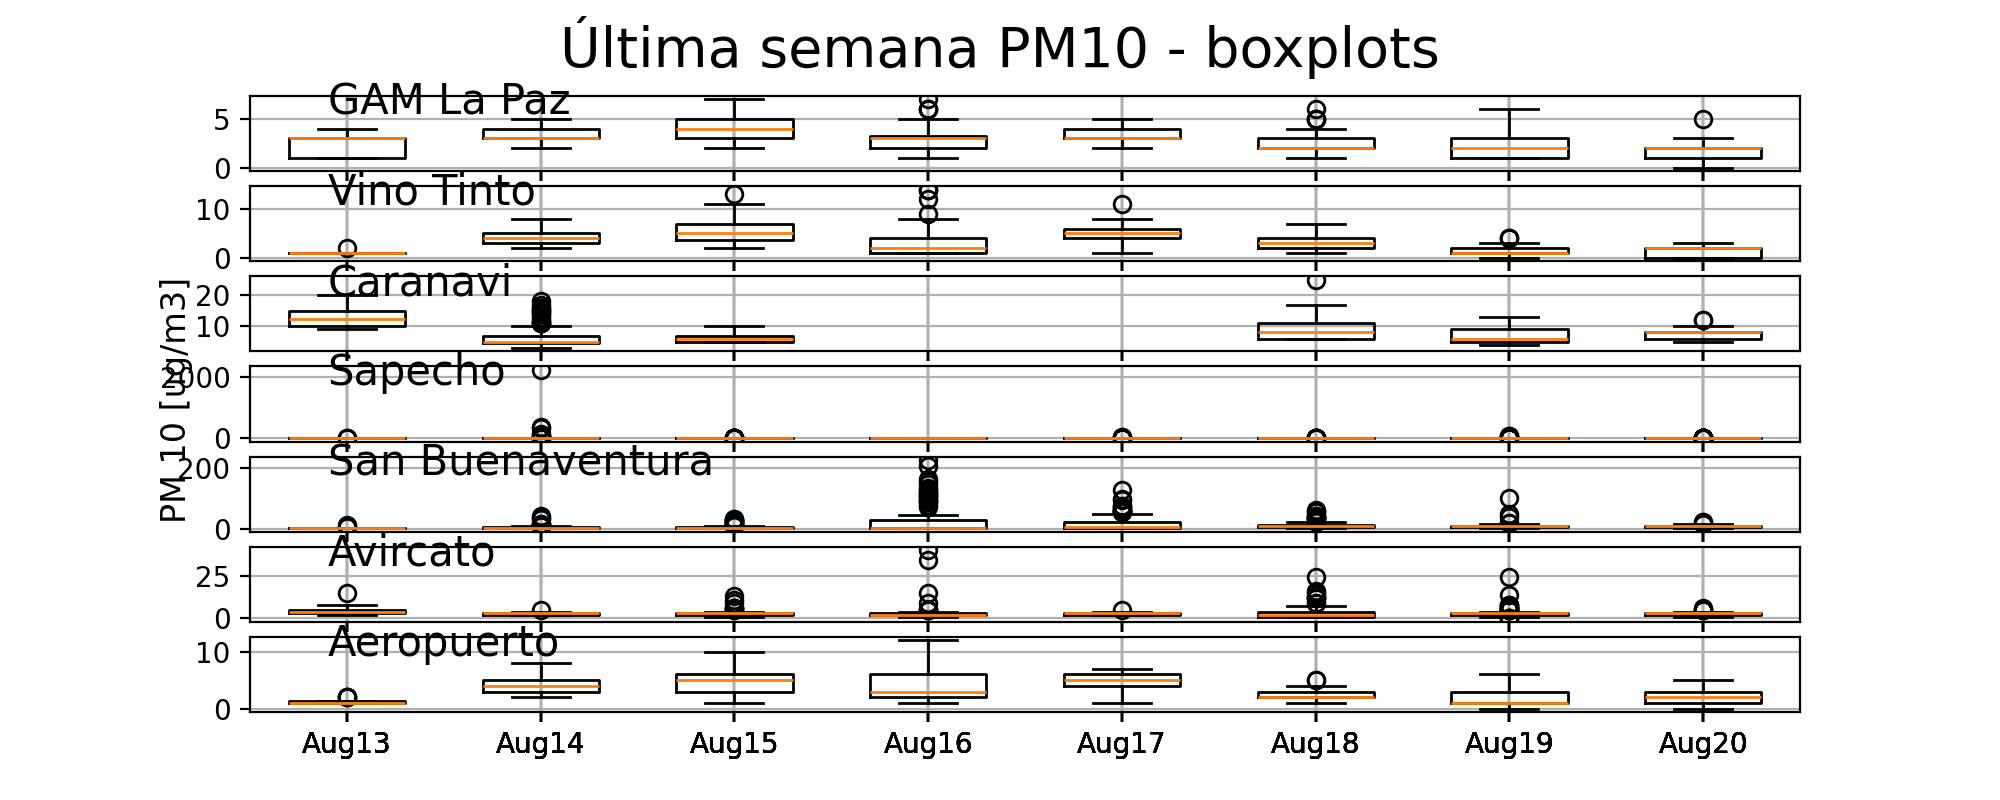 Última semana PM10 - boxplots
GAM La Paz
5
0
Vino Tinto
10
0
Caranavi
20
10
PM 10 [ug/m3]
Sapecho
2000
0
San Buenaventura
200
0
Avircato
25
0
Aeropuerto
10
0
Aug13 Aug14 Aug15 Aug16 Aug17 Aug18 Aug19 Aug20